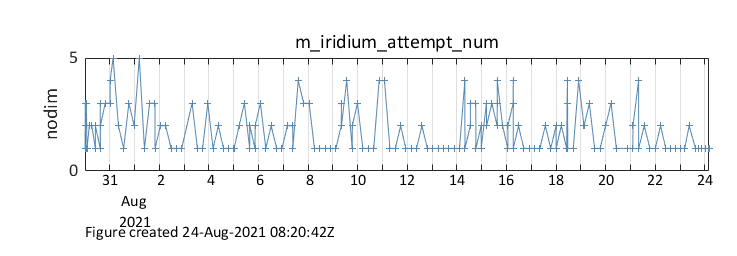 m_iridium_attempt_num
5
nodim
0
31 2 4 6 8 10 12 14 16 18 20 22 24
Aug
2021
Figure created 24-Aug-2021 08:20:42Z